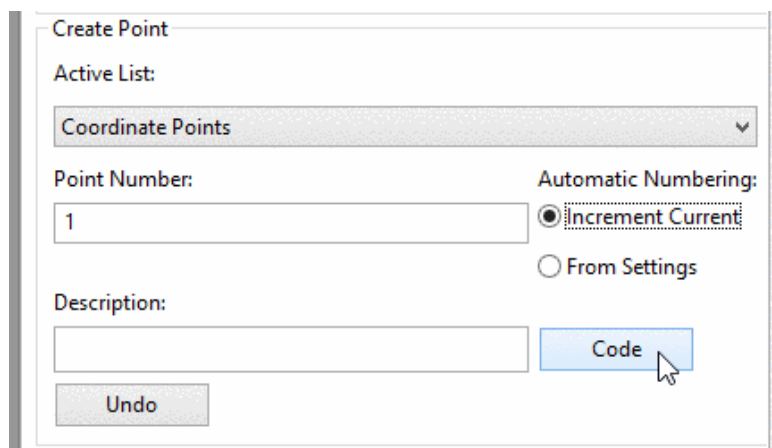 Create Point
Active List:
Coordinate Points
Point Number: Automatic Numbering:
1 Increment Current
From Settings
Description:
Code
Undo